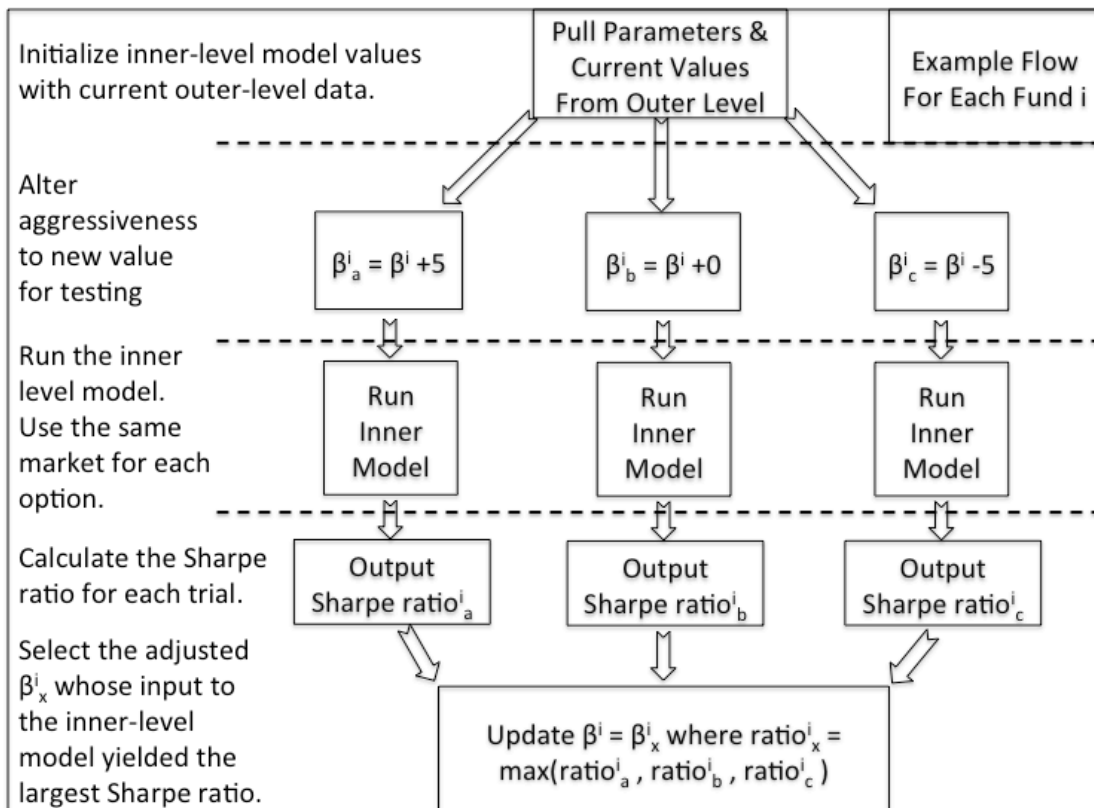 Initialize inner-level model values
with current outer-level data.
Pull Parameters &
Current Values
From Outer Level
Example Flow
For Each Fund i
Alter
aggressiveness
to new value
for testing
βⁱₐ = βⁱ +5
βⁱb = βⁱ +0
βⁱc = βⁱ -5
Run the inner
level model.
Use the same
market for each
option.
Run
Inner
Model
Run
Inner
Model
Run
Inner
Model
Calculate the Sharpe
ratio for each trial.
Output
Sharpe ratioⁱₐ
Output
Sharpe ratioⁱb
Output
Sharpe ratioⁱc
Select the adjusted
βⁱₓ whose input to
the inner-level
model yielded the
largest Sharpe ratio.
Update βⁱ = βⁱₓ where ratioⁱₓ =
max(ratioⁱₐ , ratioⁱb , ratioⁱc )